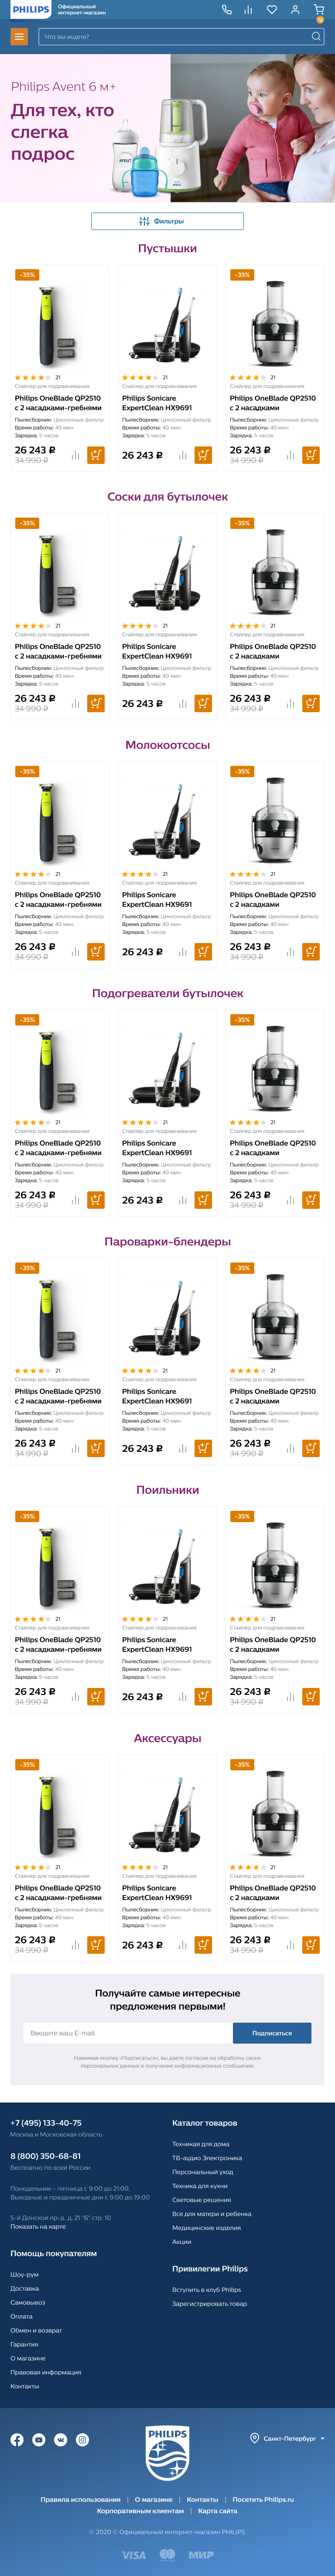 PHILIPS
Официальный
интернет-магазин
12
Что вы ищете?
Philips Avent 6 м+
Для тех, кто
слегка
подрос
Фильтры
Пустышки
-35%
21
Стайлер для подравнивания
Philips OneBlade QP2510
с 2 насадками-гребнями
Пылесборник: Циклонный фильтр
Время работы: 40 мин
Зарядка: 5 часов
26 243 ₽
34 990 ₽
21
Стайлер для подравнивания
Philips Sonicare
ExpertClean HX9691
Пылесборник: Циклонный фильтр
Время работы: 40 мин
Зарядка: 5 часов
26 243 ₽
-35%
21
Стайлер для подравнивания
Philips OneBlade QP2510
с 2 насадками
Пылесборник: Циклонный фильтр
Время работы: 40 мин
Зарядка: 5 часов
26 243 ₽
34 990 ₽
Соски для бутылочек
-35%
21
Стайлер для подравнивания
Philips OneBlade QP2510
с 2 насадками-гребнями
Пылесборник: Циклонный фильтр
Время работы: 40 мин
Зарядка: 5 часов
26 243 ₽
34 990 ₽
21
Стайлер для подравнивания
Philips Sonicare
ExpertClean HX9691
Пылесборник: Циклонный фильтр
Время работы: 40 мин
Зарядка: 5 часов
26 243 ₽
-35%
21
Стайлер для подравнивания
Philips OneBlade QP2510
с 2 насадками
Пылесборник: Циклонный фильтр
Время работы: 40 мин
Зарядка: 5 часов
26 243 ₽
34 990 ₽
Молокоотсосы
-35%
21
Стайлер для подравнивания
Philips OneBlade QP2510
с 2 насадками-гребнями
Пылесборник: Циклонный фильтр
Время работы: 40 мин
Зарядка: 5 часов
26 243 ₽
34 990 ₽
21
Стайлер для подравнивания
Philips Sonicare
ExpertClean HX9691
Пылесборник: Циклонный фильтр
Время работы: 40 мин
Зарядка: 5 часов
26 243 ₽
-35%
21
Стайлер для подравнивания
Philips OneBlade QP2510
с 2 насадками
Пылесборник: Циклонный фильтр
Время работы: 40 мин
Зарядка: 5 часов
26 243 ₽
34 990 ₽
Подогреватели бутылочек
-35%
21
Стайлер для подравнивания
Philips OneBlade QP2510
с 2 насадками-гребнями
Пылесборник: Циклонный фильтр
Время работы: 40 мин
Зарядка: 5 часов
26 243 ₽
34 990 ₽
21
Стайлер для подравнивания
Philips Sonicare
ExpertClean HX9691
Пылесборник: Циклонный фильтр
Время работы: 40 мин
Зарядка: 5 часов
26 243 ₽
-35%
21
Стайлер для подравнивания
Philips OneBlade QP2510
с 2 насадками
Пылесборник: Циклонный фильтр
Время работы: 40 мин
Зарядка: 5 часов
26 243 ₽
34 990 ₽
Пароварки-блендеры
-35%
21
Стайлер для подравнивания
Philips OneBlade QP2510
с 2 насадками-гребнями
Пылесборник: Циклонный фильтр
Время работы: 40 мин
Зарядка: 5 часов
26 243 ₽
34 990 ₽
21
Стайлер для подравнивания
Philips Sonicare
ExpertClean HX9691
Пылесборник: Циклонный фильтр
Время работы: 40 мин
Зарядка: 5 часов
26 243 ₽
-35%
21
Стайлер для подравнивания
Philips OneBlade QP2510
с 2 насадками
Пылесборник: Циклонный фильтр
Время работы: 40 мин
Зарядка: 5 часов
26 243 ₽
34 990 ₽
Поильники
-35%
21
Стайлер для подравнивания
Philips OneBlade QP2510
с 2 насадками-гребнями
Пылесборник: Циклонный фильтр
Время работы: 40 мин
Зарядка: 5 часов
26 243 ₽
34 990 ₽
21
Стайлер для подравнивания
Philips Sonicare
ExpertClean HX9691
Пылесборник: Циклонный фильтр
Время работы: 40 мин
Зарядка: 5 часов
26 243 ₽
-35%
21
Стайлер для подравнивания
Philips OneBlade QP2510
с 2 насадками
Пылесборник: Циклонный фильтр
Время работы: 40 мин
Зарядка: 5 часов
26 243 ₽
34 990 ₽
Аксессуары
-35%
21
Стайлер для подравнивания
Philips OneBlade QP2510
с 2 насадками-гребнями
Пылесборник: Циклонный фильтр
Время работы: 40 мин
Зарядка: 5 часов
26 243 ₽
34 990 ₽
21
Стайлер для подравнивания
Philips Sonicare
ExpertClean HX9691
Пылесборник: Циклонный фильтр
Время работы: 40 мин
Зарядка: 5 часов
26 243 ₽
-35%
21
Стайлер для подравнивания
Philips OneBlade QP2510
с 2 насадками
Пылесборник: Циклонный фильтр
Время работы: 40 мин
Зарядка: 5 часов
26 243 ₽
34 990 ₽
Получайте самые интересные
предложения первыми!
Введите ваш E-mail
Подписаться
Нажимая кнопку «Подписаться», вы даете согласие на обработку своих
персональных данных и получение информационных сообщений.
+7 (495) 133-40-75
Москва и Московская область
8 (800) 350-68-81
Бесплатно по всей России
Понедельник - пятница с 9:00 до 21:00,
Выходные и праздничные дни с 9:00 до 19:00
5-й Донской пр-д, д. 21 "Б" стр. 10
Показать на карте
Помощь покупателям
Шоу-рум
Доставка
Самовывоз
Оплата
Обмен и возврат
Гарантия
О магазине
Правовая информация
Контакты
Каталог товаров
Техникая для дома
ТВ-аудио Электроника
Персональный уход
Техника для кухни
Световые решения
Все для матери и ребенка
Медицинские изделия
Акции
Привилегии Philips
Вступить в клуб Philips
Зарегистрировать товар
PHILIPS
Санкт-Петербург
Правила использования | О магазине | Контакты | Посетить Philips.ru
Корпоративным клиентам | Карта сайта
© 2020 © Официальный интернет-магазин PHILIPS
VISA
МИР